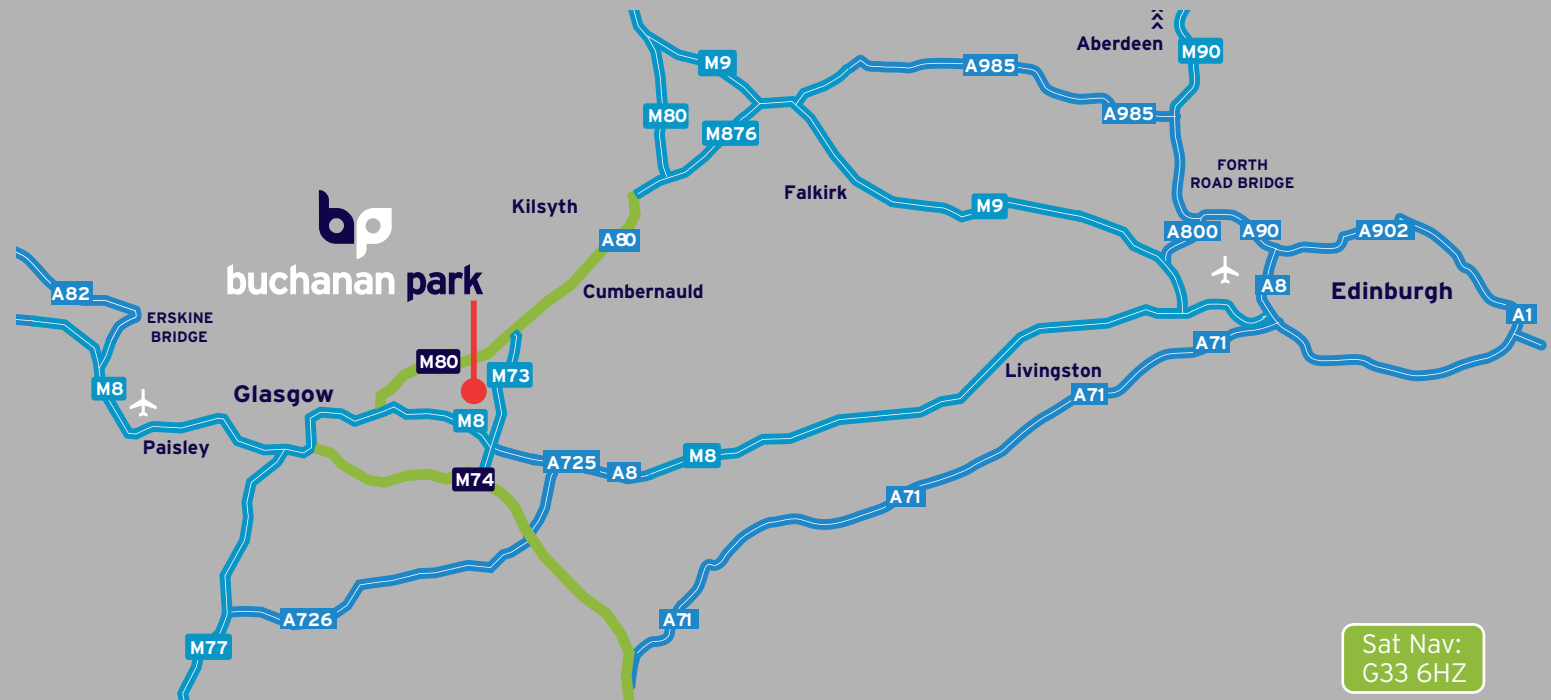 Aberdeen
M90
M9
A985
M80
A985
M876
FORTH
ROAD BRIDGE
Falkirk
Kilsyth
M9
bp
A80
A800
A90
A902
buchanan park
Cumbernauld
A82
A8
Edinburgh
ERSKINE
BRIDGE
A1
M80
A71
M73
Livingston
M8
Glasgow
A71
M8
Paisley
M8
A725
A8
M74
A71
A726
A71
M77
Sat Nav:
G33 6HZ